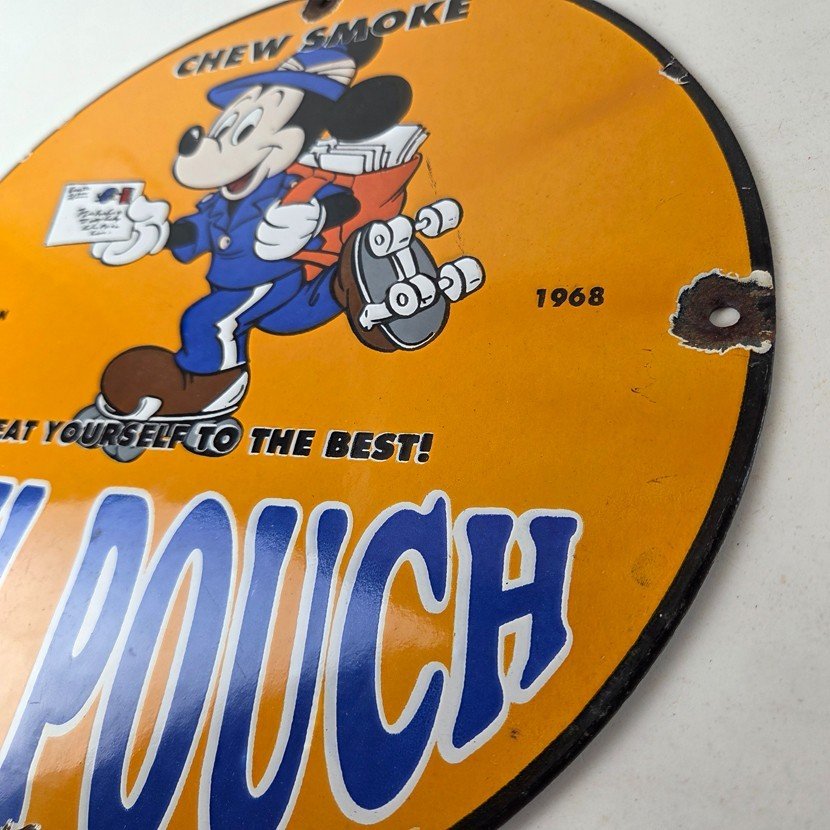 CHEW SMOKE
1968
EAT YOURSELF TO THE BEST!
POUCH